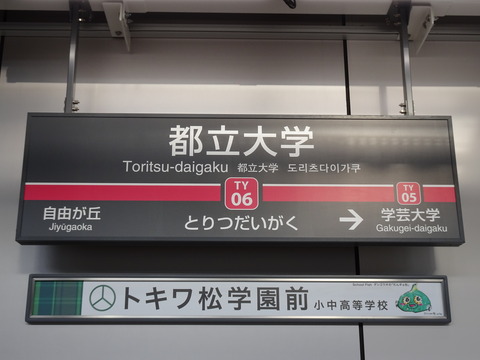 都立大学
Toritsu-daigaku 都立大学 도리츠다이가쿠
TY
06
TY
05
自由が丘
Jiyūgaoka
とりつだいがく
→
学芸大学
Gakugei-daigaku
トキワ松学園前 小中高等学校